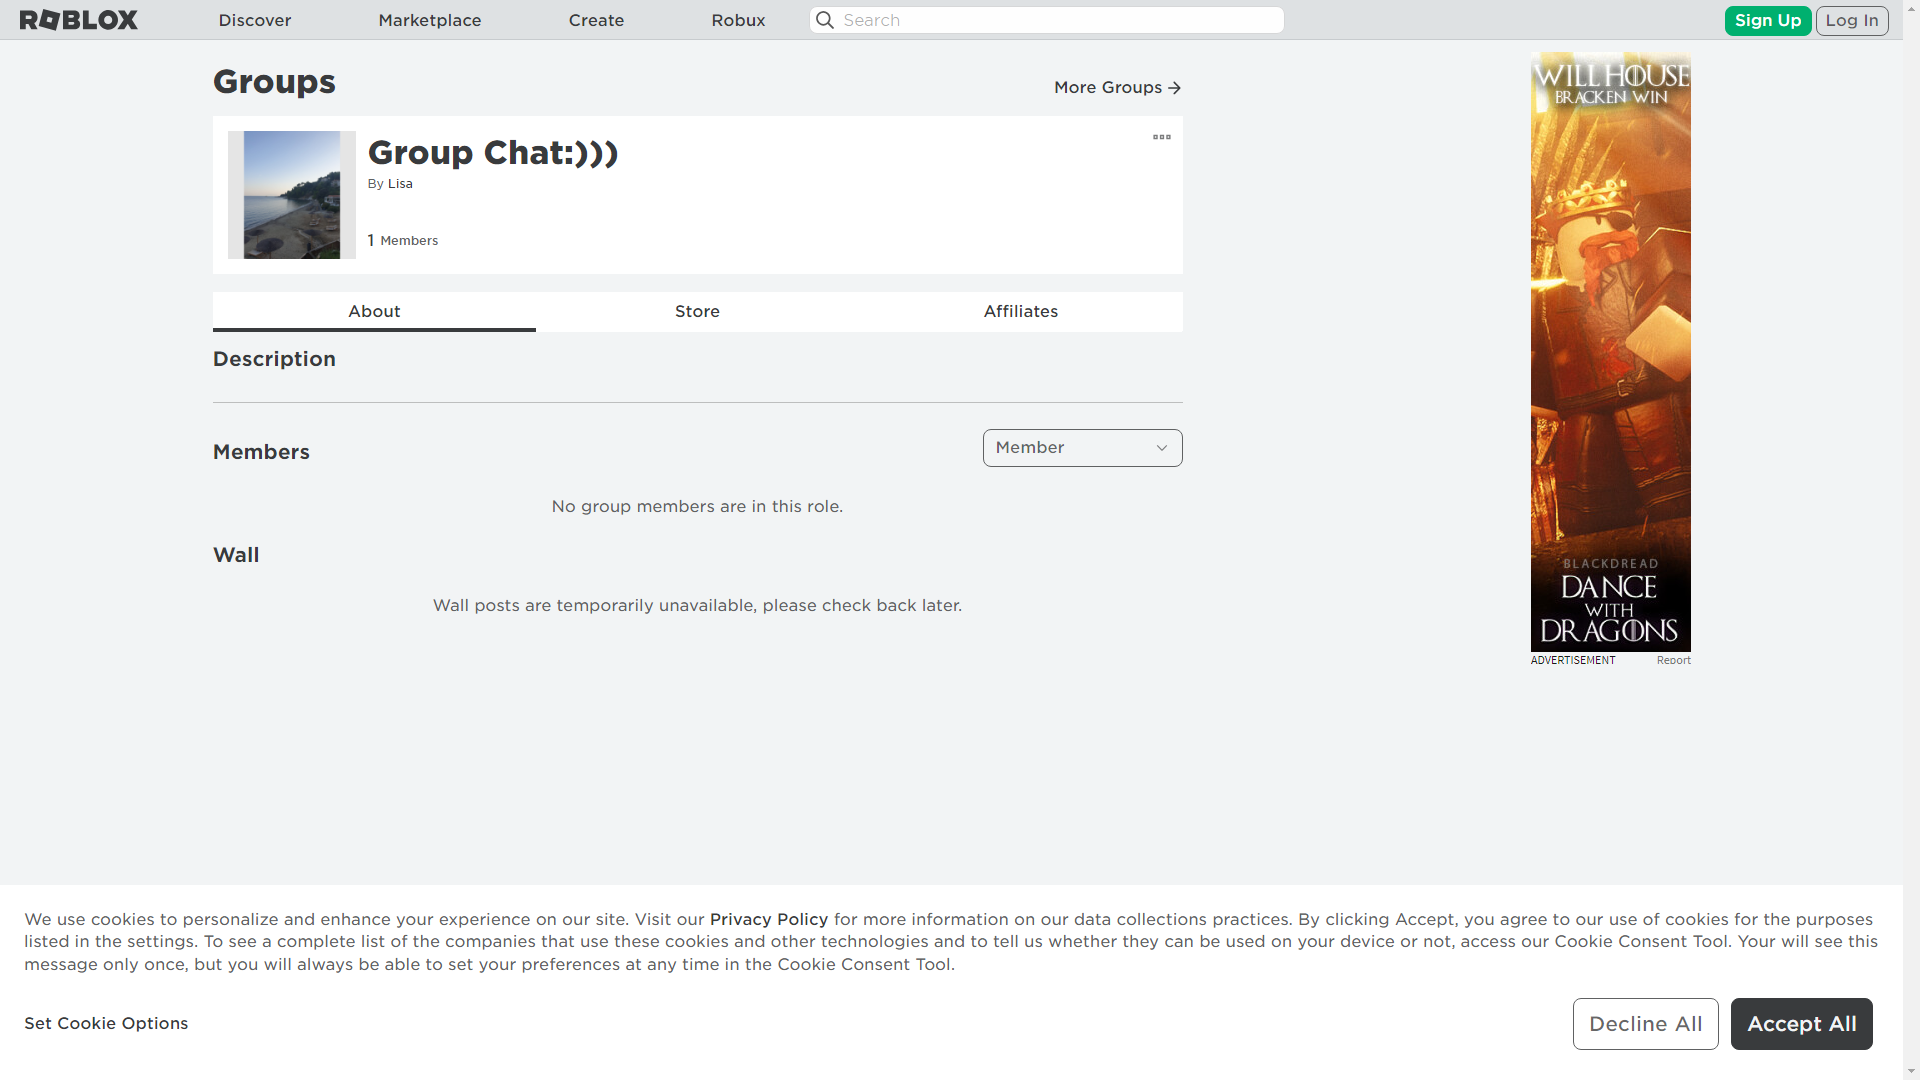 ROBLOX
Discover
Marketplace
Create
Robux
Search
Sign Up
Log In
Groups
More Groups
Group Chat:)))
By Lisa
1 Members
About
Store
Affiliates
Description
Members
Member
No group members are in this role.
Wall
Wall posts are temporarily unavailable, please check back later.
WILL HOUSE
BRACKEN WIN
BLACKDREAD
DANCE
WITH
DRAGONS
ADVERTISEMENT
Report
We use cookies to personalize and enhance your experience on our site. Visit our Privacy Policy for more information on our data collections practices. By clicking Accept, you agree to our use of cookies for the purposes
listed in the settings. To see a complete list of the companies that use these cookies and other technologies and to tell us whether they can be used on your device or not, access our Cookie Consent Tool. Your will see this
message only once, but you will always be able to set your preferences at any time in the Cookie Consent Tool.
Set Cookie Options
Decline All
Accept All